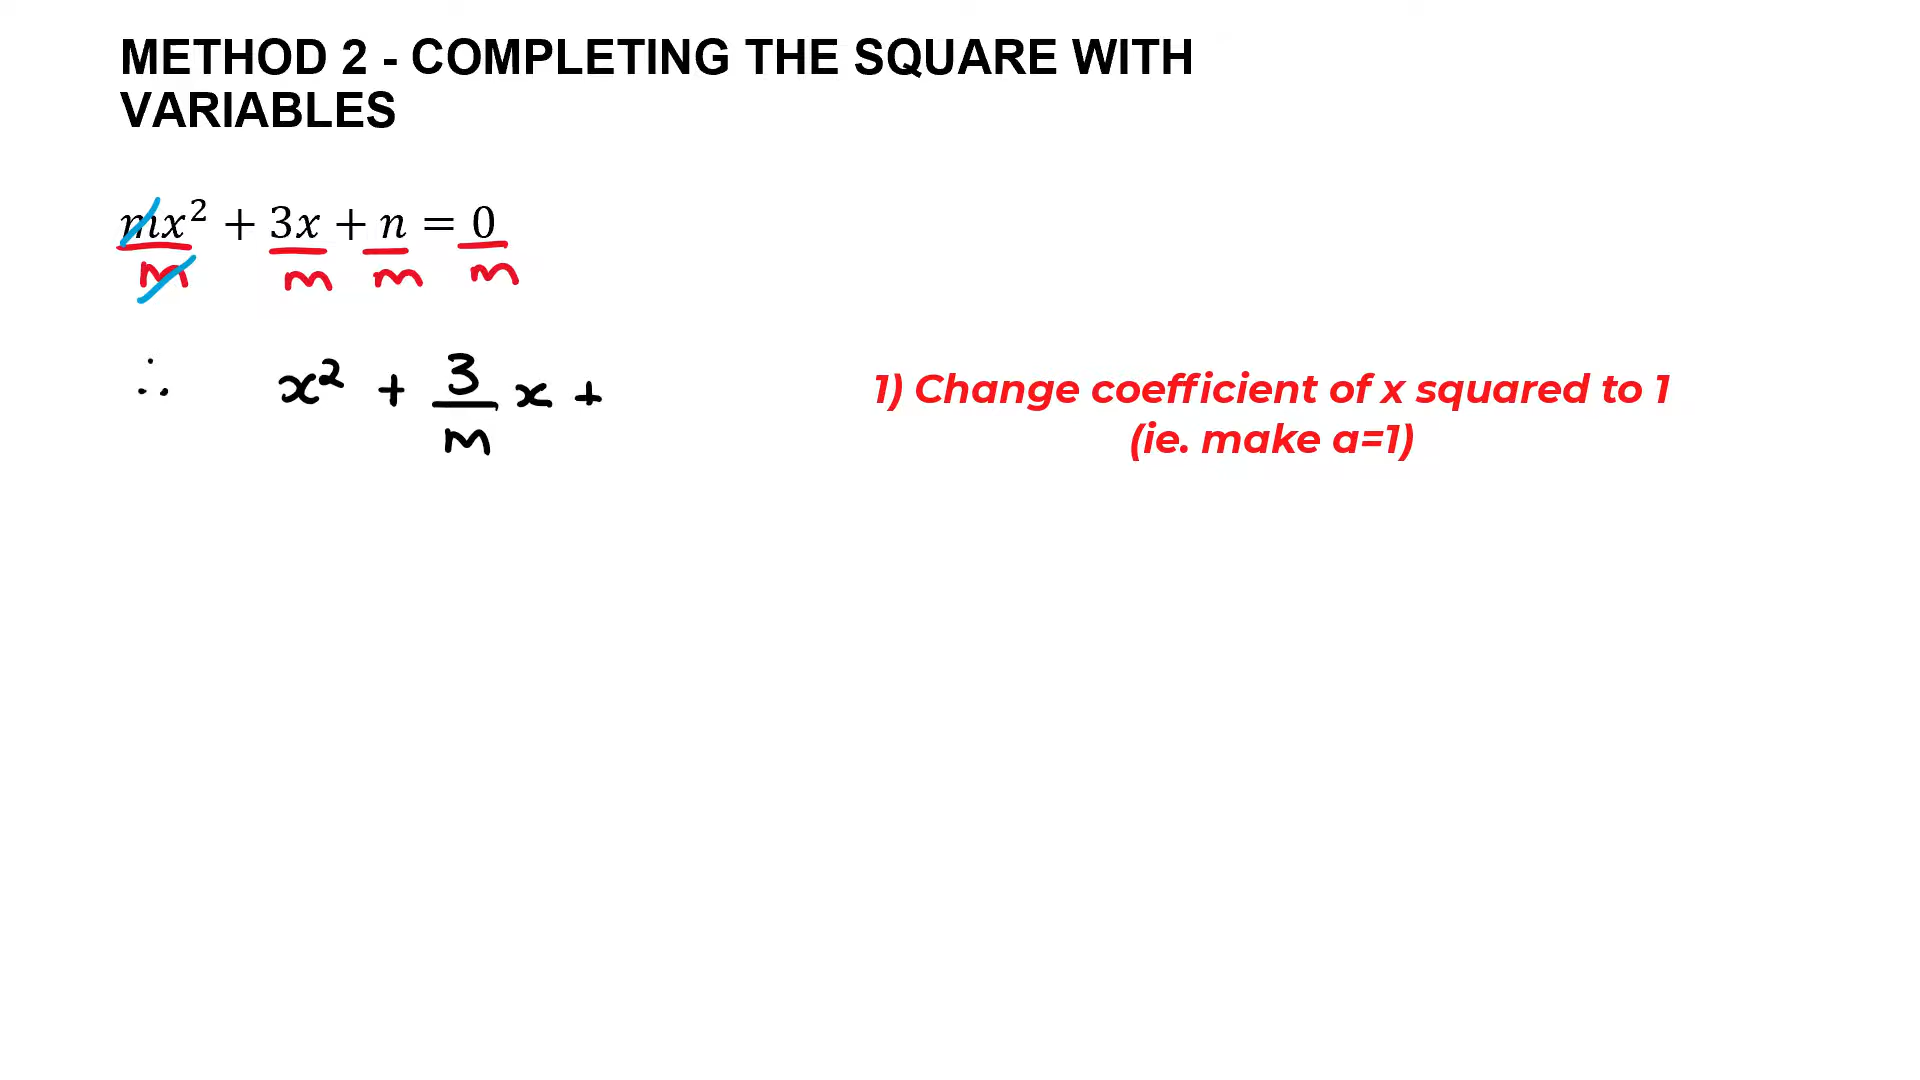 METHOD 2 - COMPLETING THE SQUARE WITH
VARIABLES
mx² + 3x + n = 0
m m m m
∴ x² + 3/m x +
1) Change coefficient of x squared to 1
(ie. make a=1)